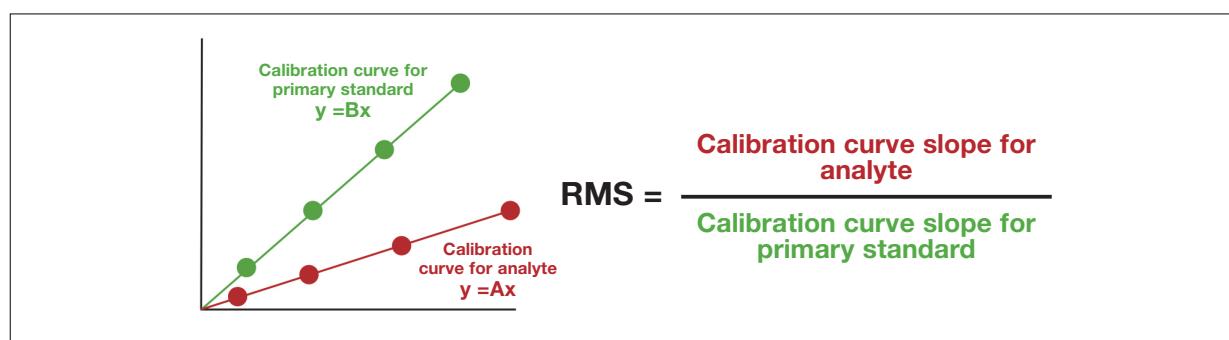 Calibration curve for
primary standard
y =Bx
Calibration
curve for analyte
y =Ax
RMS =
Calibration curve slope for
analyte
Calibration curve slope for
primary standard